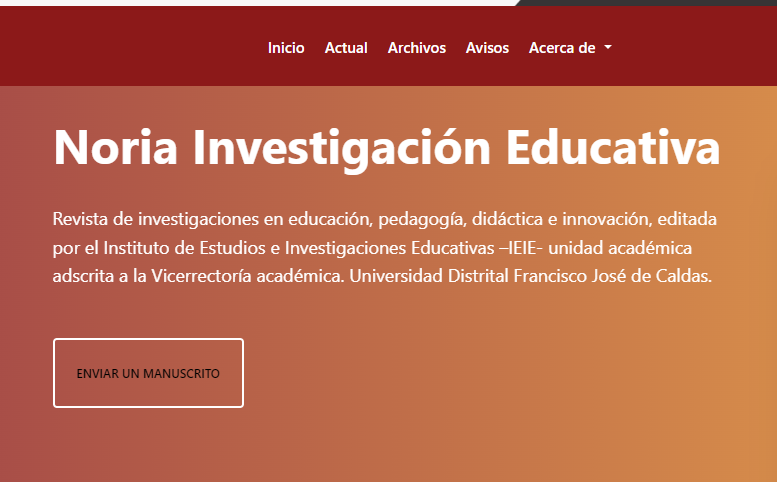 Inicio Actual Archivos Avisos Acerca de
Noria Investigación Educativa
Revista de investigaciones en educación, pedagogía, didáctica e innovación, editada
por el Instituto de Estudios e Investigaciones Educativas –IEIE- unidad académica
adscrita a la Vicerrectoría académica. Universidad Distrital Francisco José de Caldas.
ENVIAR UN MANUSCRITO